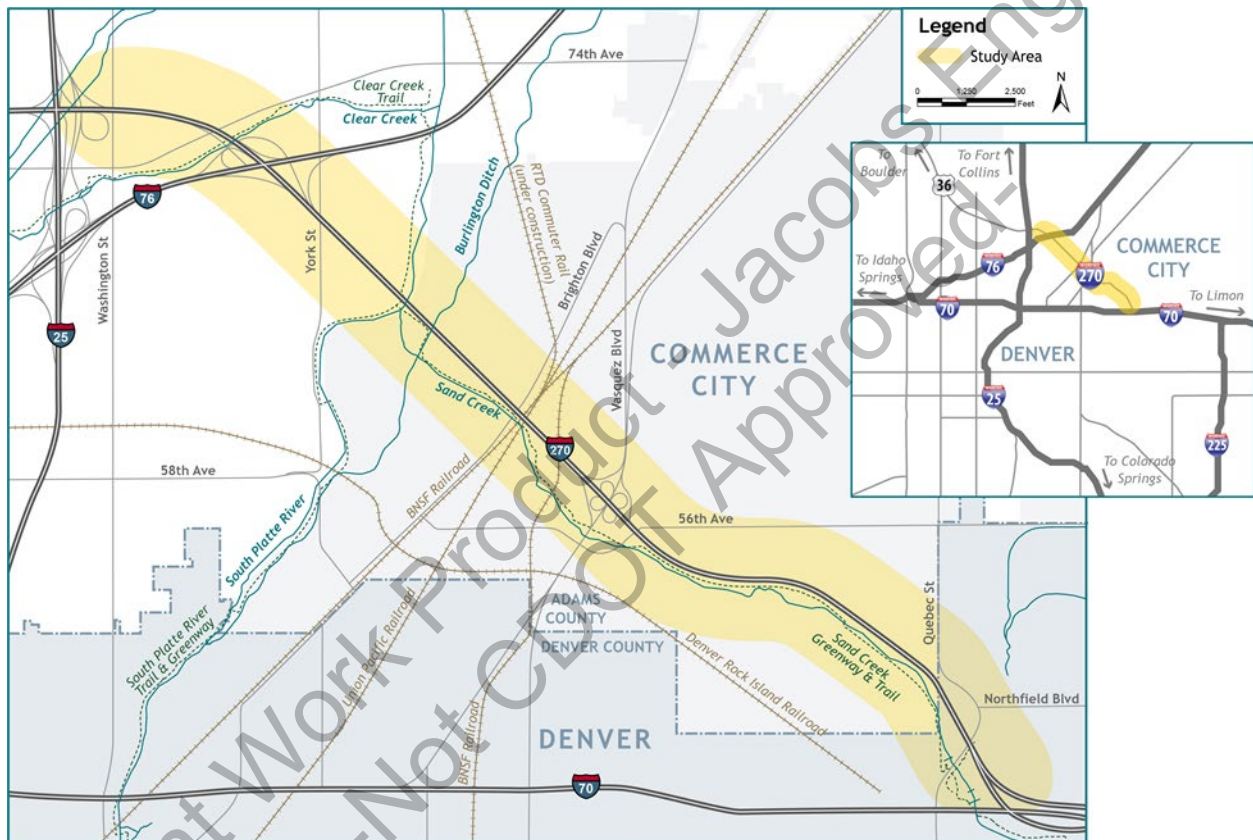 Legend
Study Area
0 1,250 2,500
Feet
N
74th Ave
Clear Creek
Trail
Clear Creek
76
Washington St
York St
Burlington Ditch
RTD Commuter Rail
(under construction)
Brighton Blvd
Vasquez Blvd
25
COMMERCE
CITY
Sand Creek
270
58th Ave
BNSF Railroad
56th Ave
South Platte River
South Platte River
Trail & Greenway
Union Pacific Railroad
ADAMS
COUNTY
DENVER COUNTY
Denver Rock Island Railroad
Sand Creek
Greenway & Trail
Quebec St
Northfield Blvd
BNSF Railroad
DENVER
70
To
Boulder
To Fort
Collins
36
COMMERCE
CITY
To Idaho
Springs
76
270
To Limon
70
70
DENVER
25
225
To Colorado
Springs
nt Work Product - Jacobs Eng
-Not CDOT Approved-